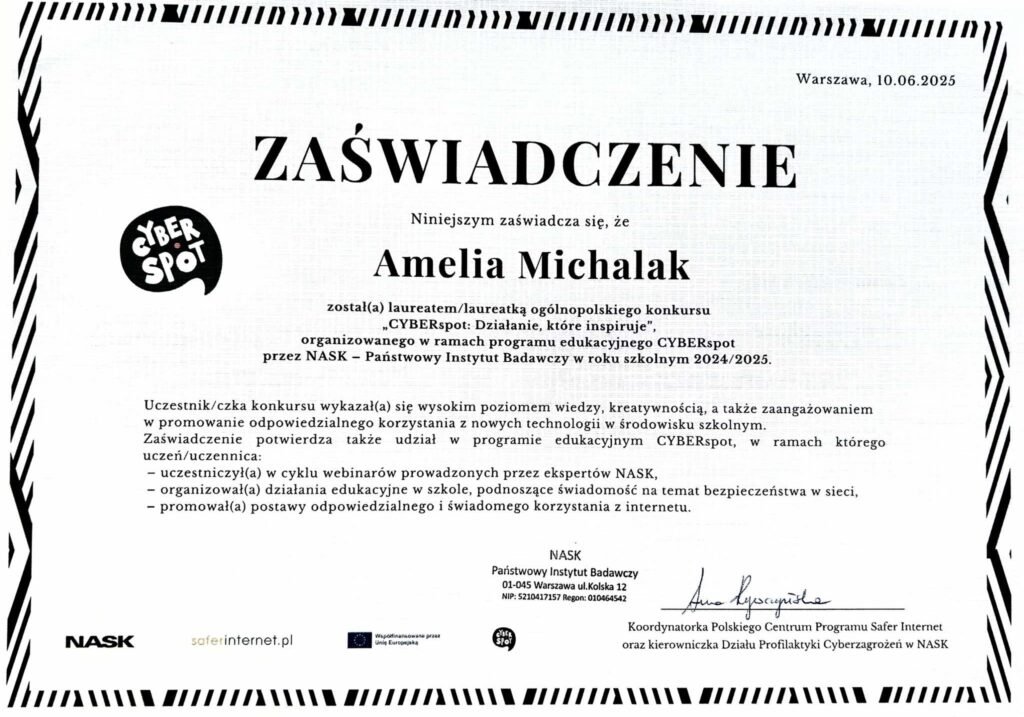 Warszawa, 10.06.2025
ZAŚWIADCZENIE
Niniejszym zaświadcza się, że
CYBER
SPOT
Amelia Michalak
został(a) laureatem/laureatką ogólnopolskiego konkursu
„CYBERspot: Działanie, które inspiruje”,
organizowanego w ramach programu edukacyjnego CYBERspot
przez NASK – Państwowy Instytut Badawczy w roku szkolnym 2024/2025.
Uczestnik/czka konkursu wykazał(a) się wysokim poziomem wiedzy, kreatywnością, a także zaangażowaniem
w promowanie odpowiedzialnego korzystania z nowych technologii w środowisku szkolnym.
Zaświadczenie potwierdza także udział w programie edukacyjnym CYBERspot, w ramach którego
uczeń/uczennica:
– uczestniczył(a) w cyklu webinarów prowadzonych przez ekspertów NASK,
– organizował(a) działania edukacyjne w szkole, podnoszące świadomość na temat bezpieczeństwa w sieci,
– promował(a) postawy odpowiedzialnego i świadomego korzystania z internetu.
NASK
Państwowy Instytut Badawczy
01-045 Warszawa ul.Kolska 12
NIP: 5210417157 Regon: 010464542
Anna Rywczyńska
Koordynatorka Polskiego Centrum Programu Safer Internet
oraz kierowniczka Działu Profilaktyki Cyberzagrożeń w NASK
NASK
saferinternet.pl
Współfinansowane przez
Unię Europejską
CYBER
SPOT